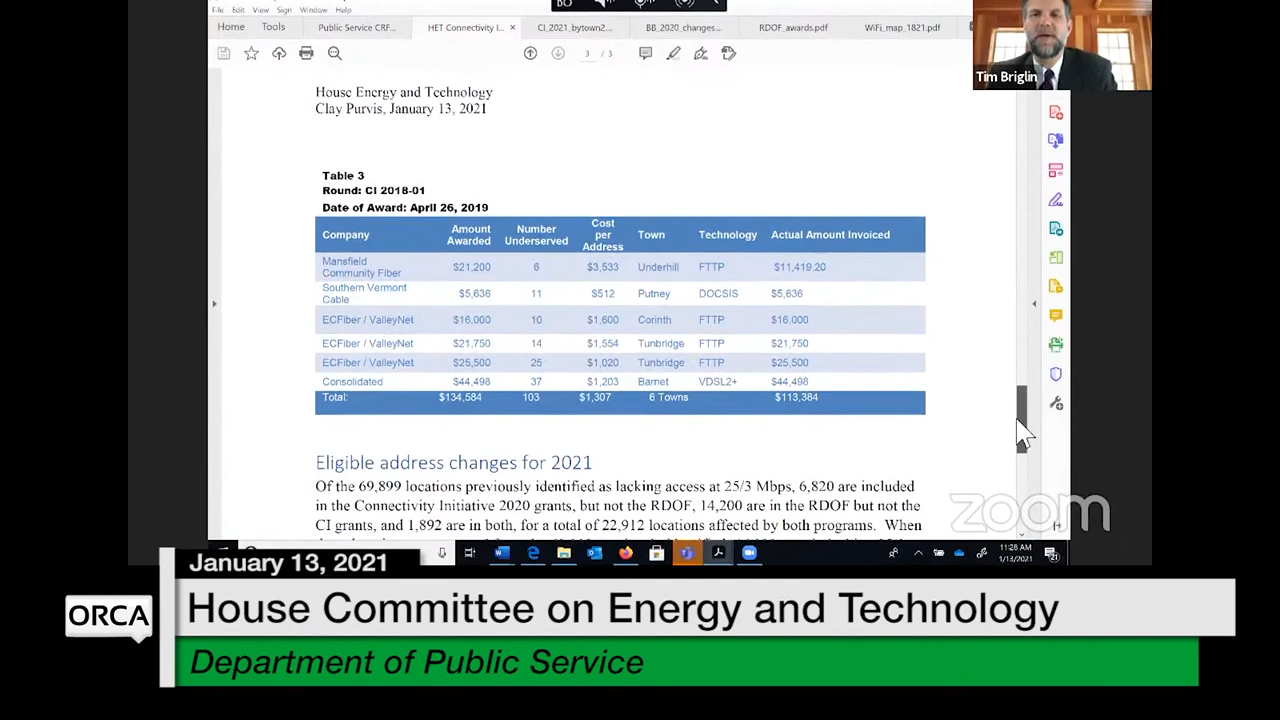 File Edit View Sign Window Help
Home Tools Public Service CRF... HET Connectivity I... × CI_2021_bytown2... BB_2020_changes... RDOF_awards.pdf WiFi_map_1821.pdf
3 / 3
Tim Briglin
House Energy and Technology
Clay Purvis, January 13, 2021
Table 3
Round: CI 2018-01
Date of Award: April 26, 2019
Company Amount Awarded Number Underserved Cost per Address Town Technology Actual Amount Invoiced
Mansfield Community Fiber $21,200 6 $3,533 Underhill FTTP $11,419.20
Southern Vermont Cable $5,636 11 $512 Putney DOCSIS $5,636
ECFiber / ValleyNet $16,000 10 $1,600 Corinth FTTP $16,000
ECFiber / ValleyNet $21,750 14 $1,554 Tunbridge FTTP $21,750
ECFiber / ValleyNet $25,500 25 $1,020 Tunbridge FTTP $25,500
Consolidated $44,498 37 $1,203 Barnet VDSL2+ $44,498
Total: $134,584 103 $1,307 6 Towns $113,384
Eligible address changes for 2021
Of the 69,899 locations previously identified as lacking access at 25/3 Mbps, 6,820 are included
in the Connectivity Initiative 2020 grants, but not the RDOF, 14,200 are in the RDOF but not the
CI grants, and 1,892 are in both, for a total of 22,912 locations affected by both programs. When
zoom
11:26 AM
1/13/2021
January 13, 2021
ORCA
House Committee on Energy and Technology
Department of Public Service